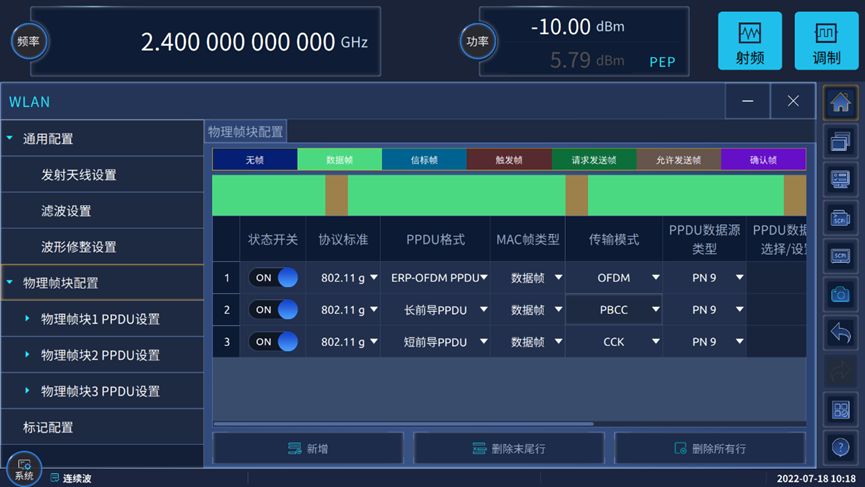 频率
2.400 000 000 000 GHz
功率
-10.00 dBm
5.79 dBm
PEP
射频
调制
WLAN
通用配置
发射天线设置
滤波设置
波形修整设置
物理帧块配置
物理帧块1 PPDU设置
物理帧块2 PPDU设置
物理帧块3 PPDU设置
标记配置
物理帧块配置
无帧 数据帧 信标帧 触发帧 请求发送帧 允许发送帧 确认帧
状态开关 协议标准 PPDU格式 MAC帧类型 传输模式 PPDU数据源类型 PPDU数据选择/设
1 ON 802.11 g ERP-OFDM PPDU 数据帧 OFDM PN 9
2 ON 802.11 g 长前导PPDU 数据帧 PBCC PN 9
3 ON 802.11 g 短前导PPDU 数据帧 CCK PN 9
新增 删除末尾行 删除所有行
SCPI
SCPI
系统
连续波
2022-07-18 10:18